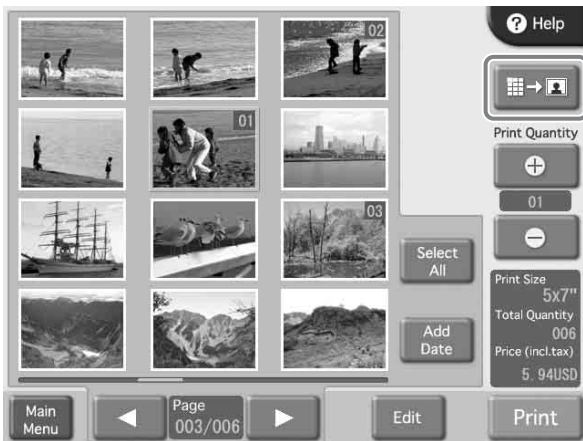 ? Help
02
01
03
Print Quantity
01
Select
All
Add
Date
Print Size
5x7"
Total Quantity
006
Price (incl.tax)
5.94USD
Main
Menu
Page
003/006
Edit
Print